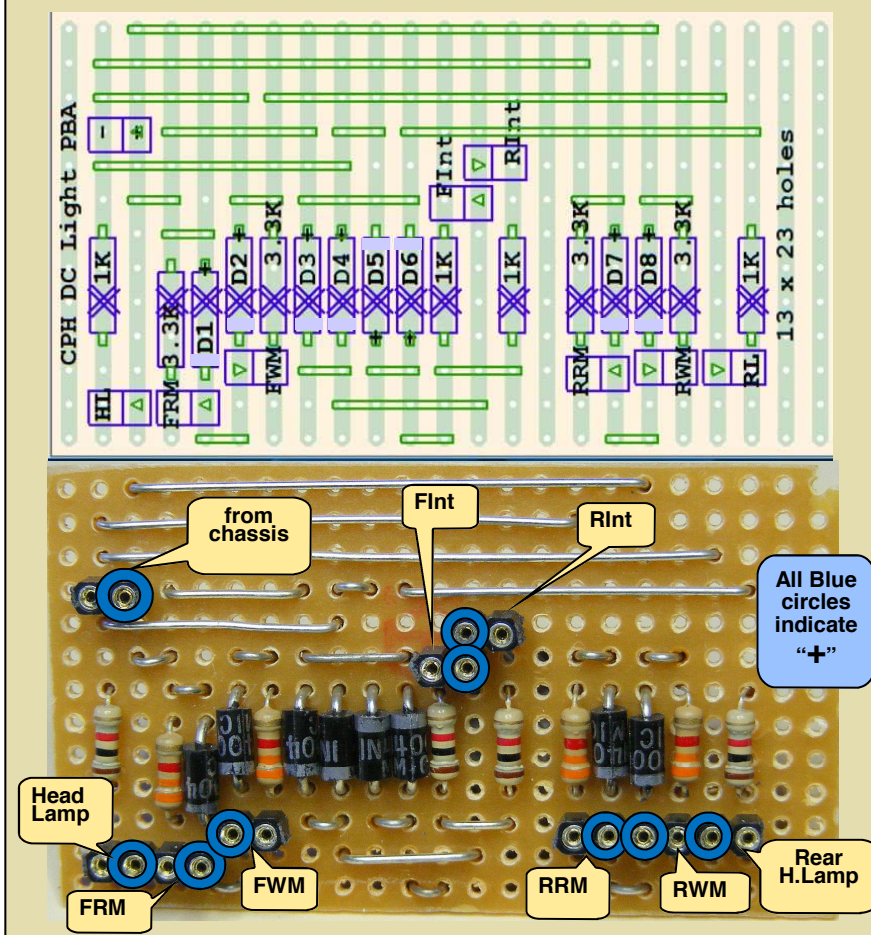 CPH DC Light PBA
-
+
FInt
RInt
1K
3.3K
D1
D2
+
3.3K
D3
+
D4
+
D5
+
D6
+
1K
1K
3.3K
D7
+
D8
+
3.3K
1K
13 x 23 holes
HL
FRM
FWM
RRM
RWM
RL
from
chassis
FInt
RInt
All Blue
circles
indicate
“+”
Head
Lamp
FRM
FWM
RRM
RWM
Rear
H.Lamp